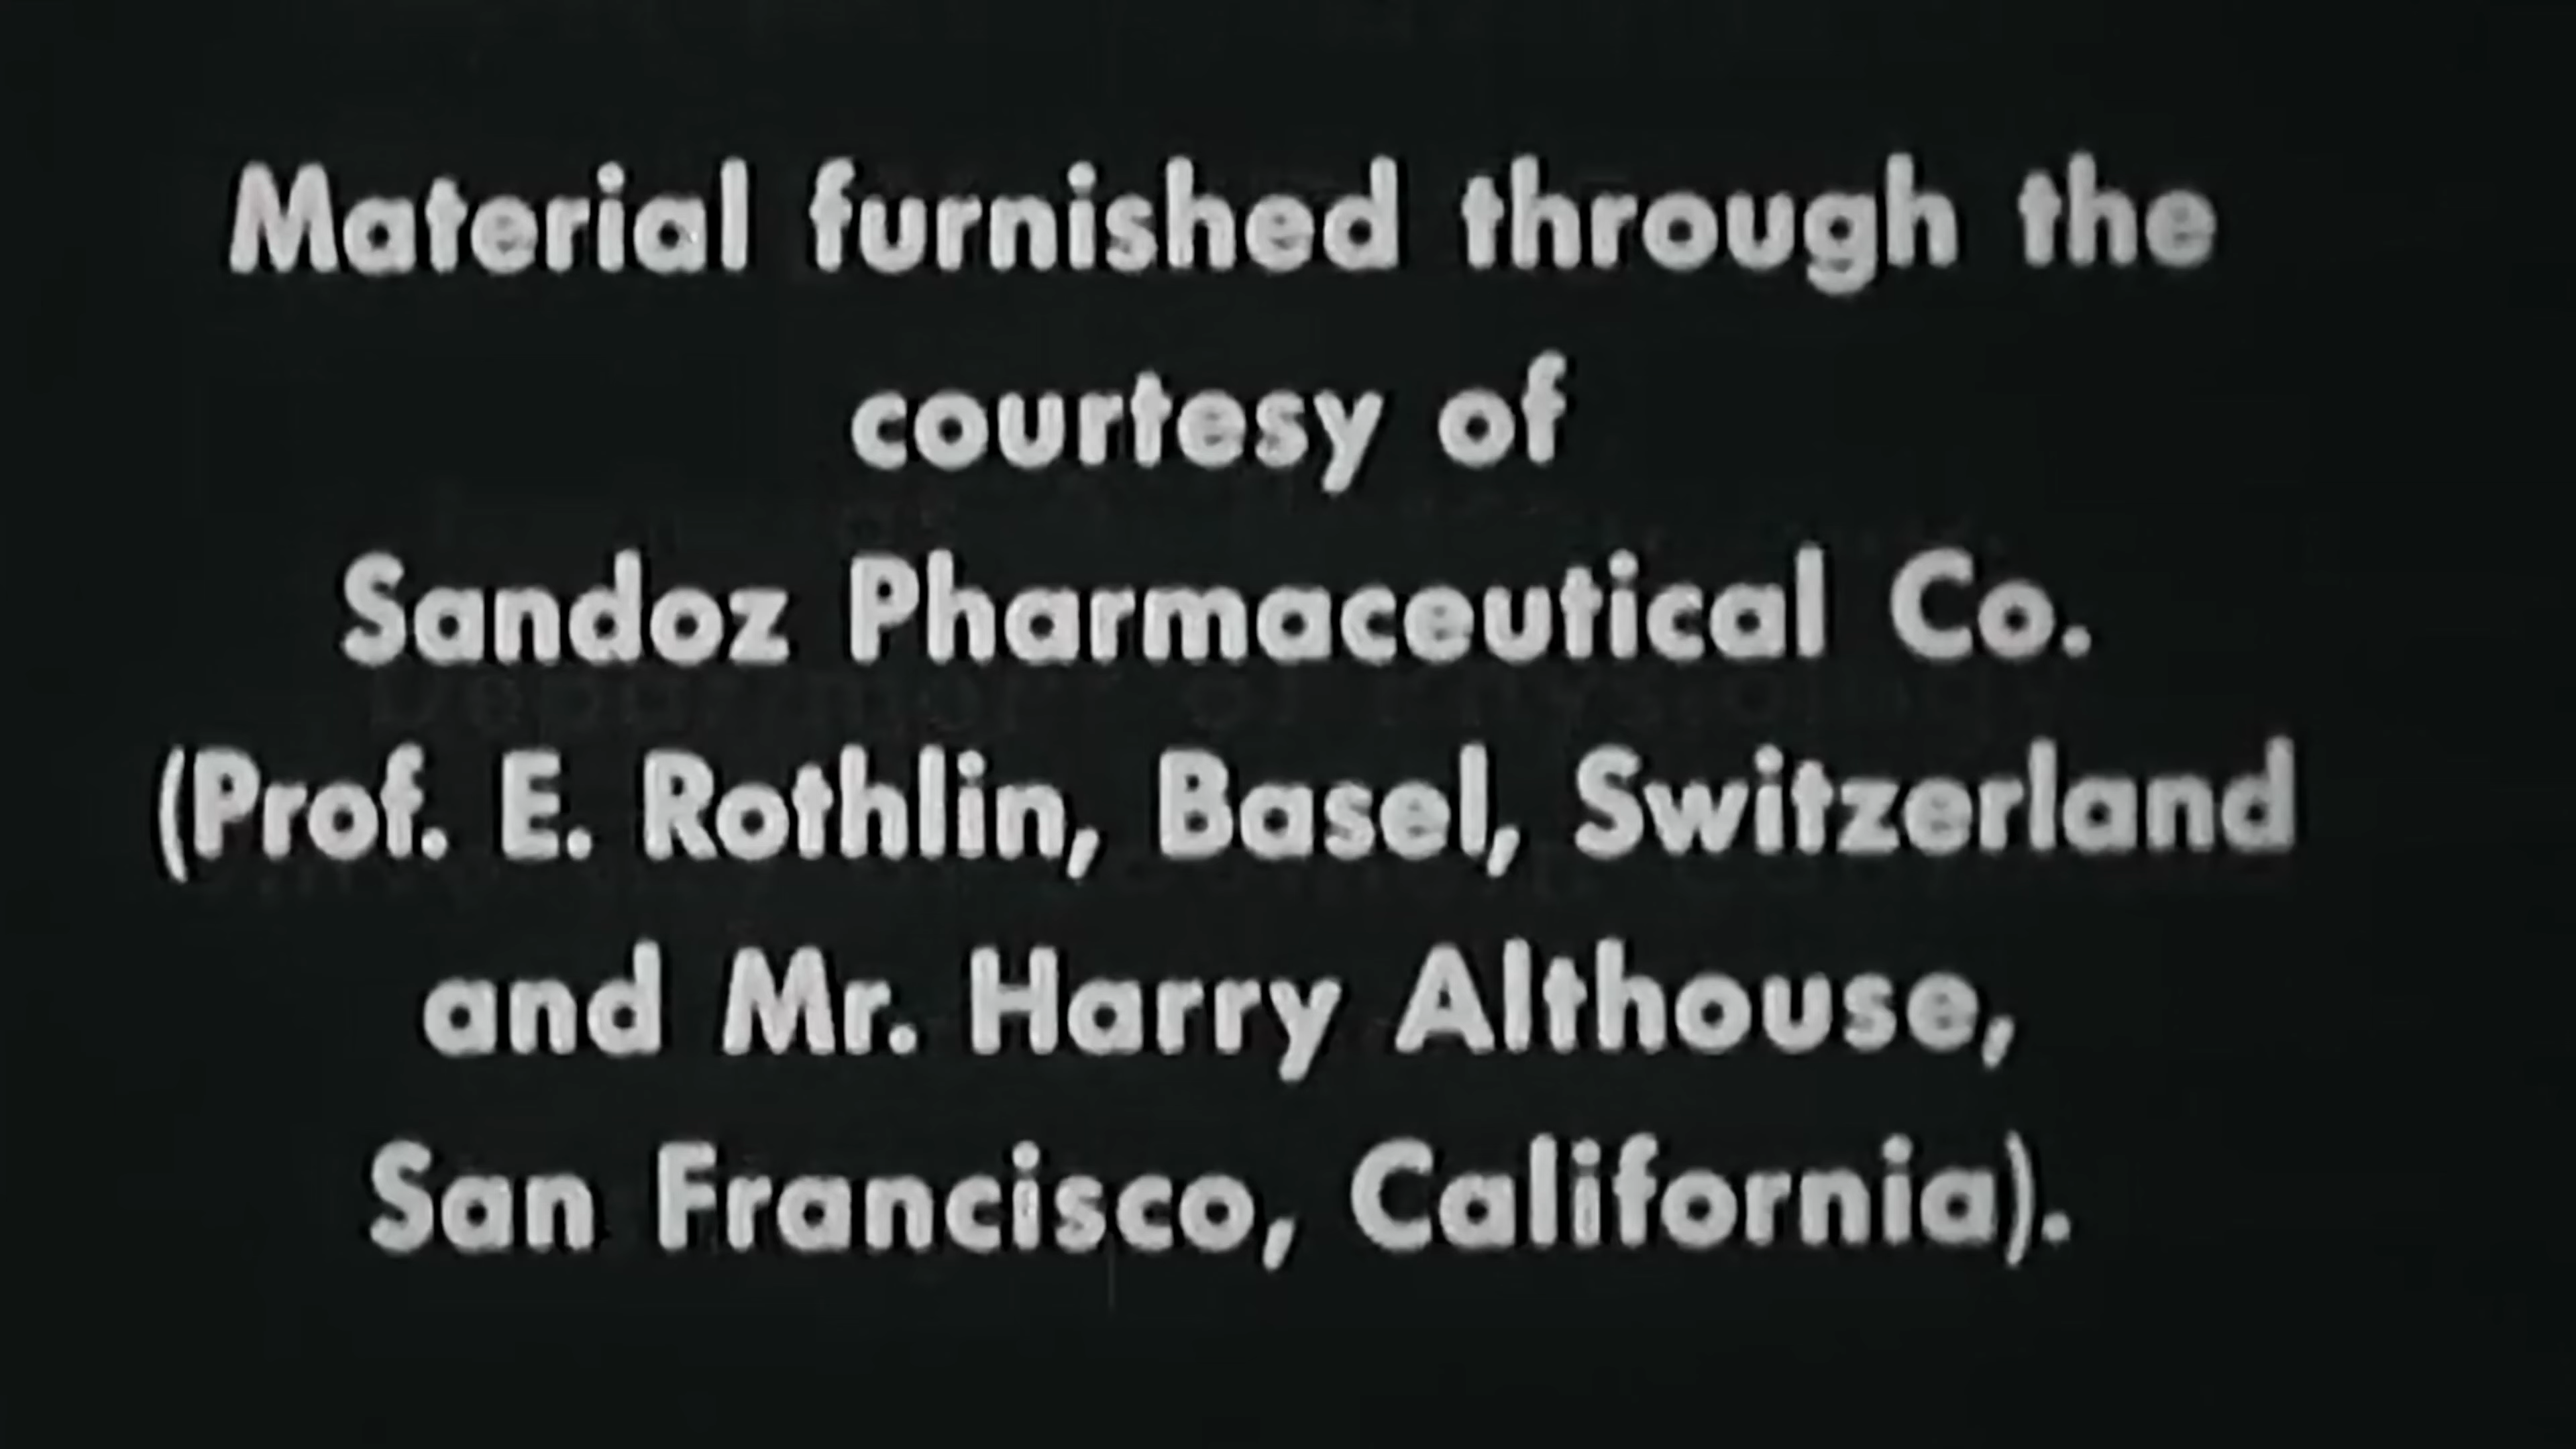 Material furnished through the
courtesy of
Sandoz Pharmaceutical Co.
(Prof. E. Rothlin, Basel, Switzerland
and Mr. Harry Althouse,
San Francisco, California).